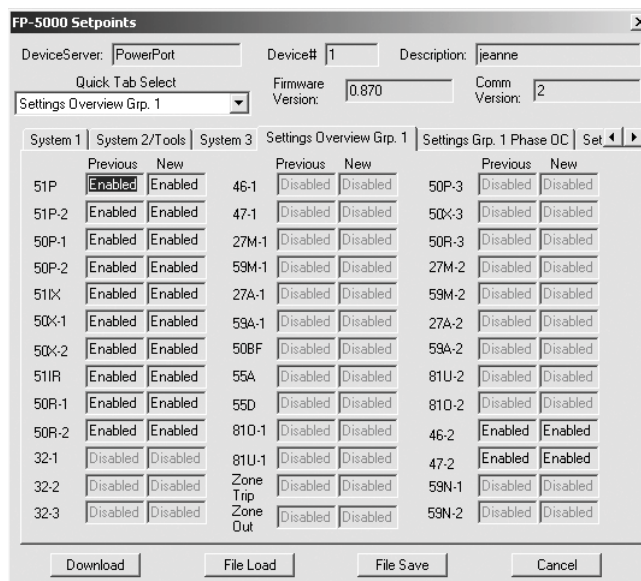 FP-5000 Setpoints
DeviceServer: PowerPort Device# 1 Description: jeanne
Quick Tab Select
Settings Overview Grp. 1
Firmware Version: 0.870 Comm Version: 2
System 1 System 2/Tools System 3 Settings Overview Grp. 1 Settings Grp. 1 Phase OC Set
Previous New Previous New Previous New
51P Enabled Enabled 46-1 Disabled Disabled 50P-3 Disabled Disabled
51P-2 Enabled Enabled 47-1 Disabled Disabled 50X-3 Disabled Disabled
50P-1 Enabled Enabled 27M-1 Disabled Disabled 50R-3 Disabled Disabled
50P-2 Enabled Enabled 59M-1 Disabled Disabled 27M-2 Disabled Disabled
51IX Enabled Enabled 27A-1 Disabled Disabled 59M-2 Disabled Disabled
50X-1 Enabled Enabled 59A-1 Disabled Disabled 27A-2 Disabled Disabled
50X-2 Enabled Enabled 50BF Disabled Disabled 59A-2 Disabled Disabled
51IR Enabled Enabled 55A Disabled Disabled 81U-2 Disabled Disabled
50R-1 Enabled Enabled 55D Disabled Disabled 81O-2 Disabled Disabled
50R-2 Enabled Enabled 81O-1 Disabled Disabled 46-2 Enabled Enabled
32-1 Disabled Disabled 81U-1 Disabled Disabled 47-2 Enabled Enabled
32-2 Disabled Disabled Zone Trip Disabled Disabled 59N-1 Disabled Disabled
32-3 Disabled Disabled Zone Out Disabled Disabled 59N-2 Disabled Disabled
Download File Load File Save Cancel